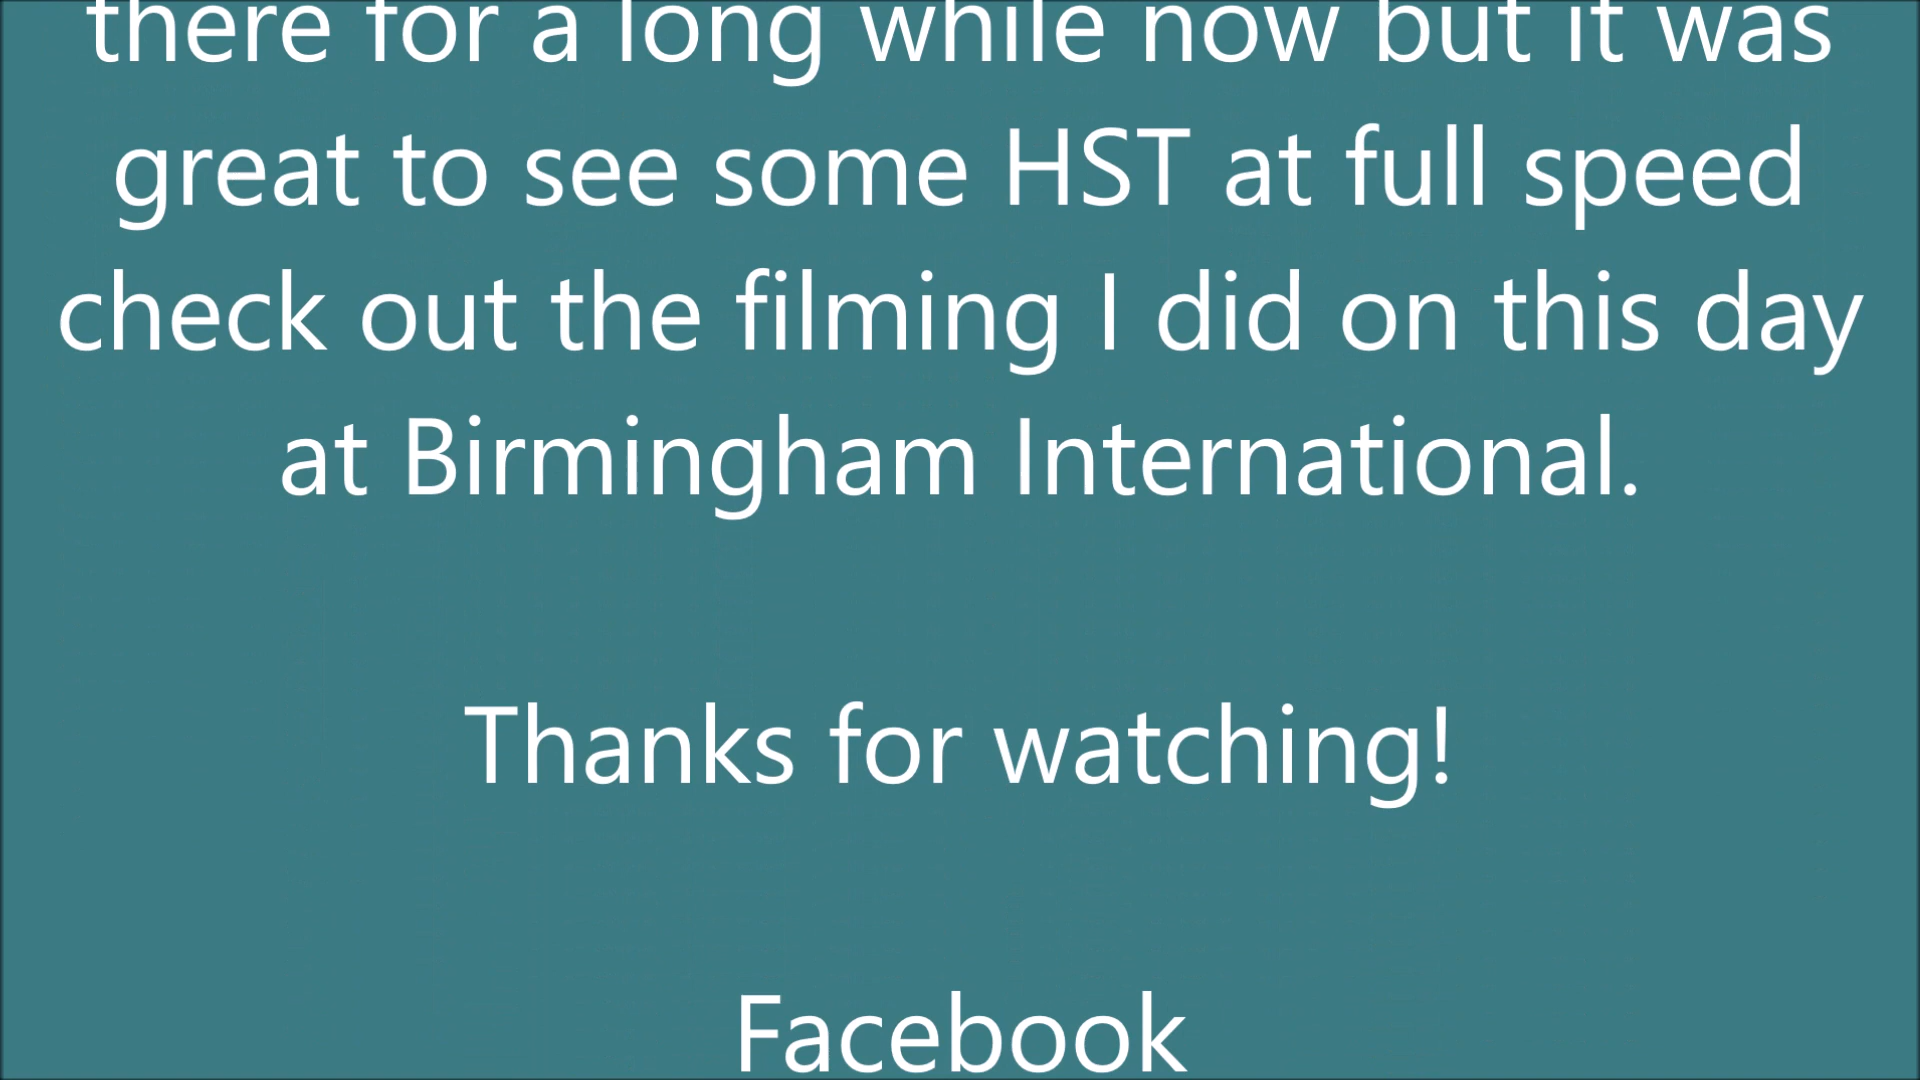 there for a long while now but it was
great to see some HST at full speed
check out the filming I did on this day
at Birmingham International.
Thanks for watching!
Facebook